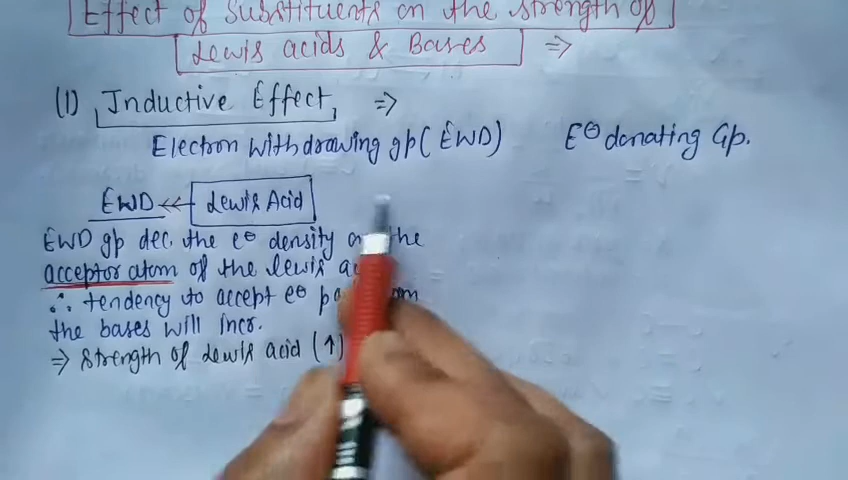 Effect of Substituents on the strength of
Lewis acids & Bases ⇒
(1) Inductive Effect, ⇒
Electron withdrawing gp( EWD) E⊖ donating Gp.
EWD ↞ Lewis Acid
EWD gp dec. the e⊖ density the
acceptor atom of the lewis
∴ tendency to accept e⊖
the bases will incr.
⇒ strength of Lewis acid (↑)